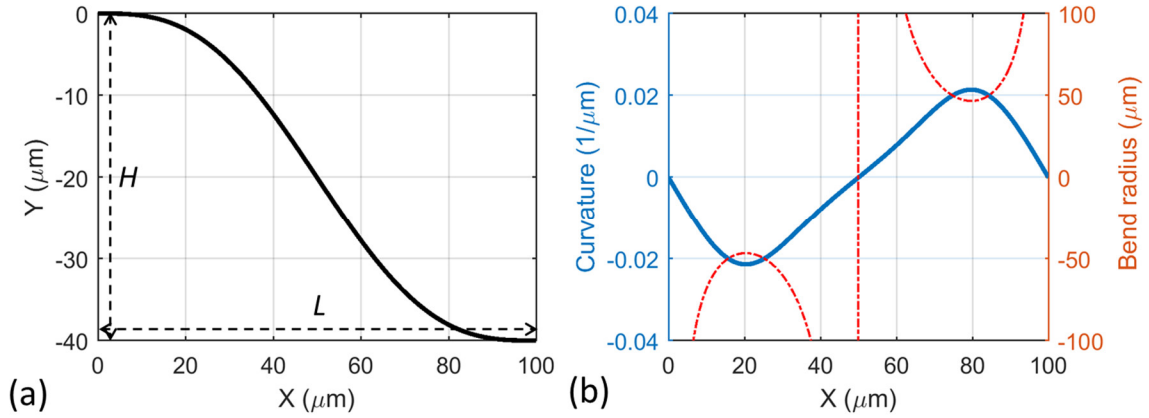 0
-10
-20
-30
-40
Y (μm)
H
L
0 20 40 60 80 100
X (μm)
(a)
0.04
0.02
0
-0.02
-0.04
Curvature (1/μm)
100
50
0
-50
-100
Bend radius (μm)
0 20 40 60 80 100
X (μm)
(b)